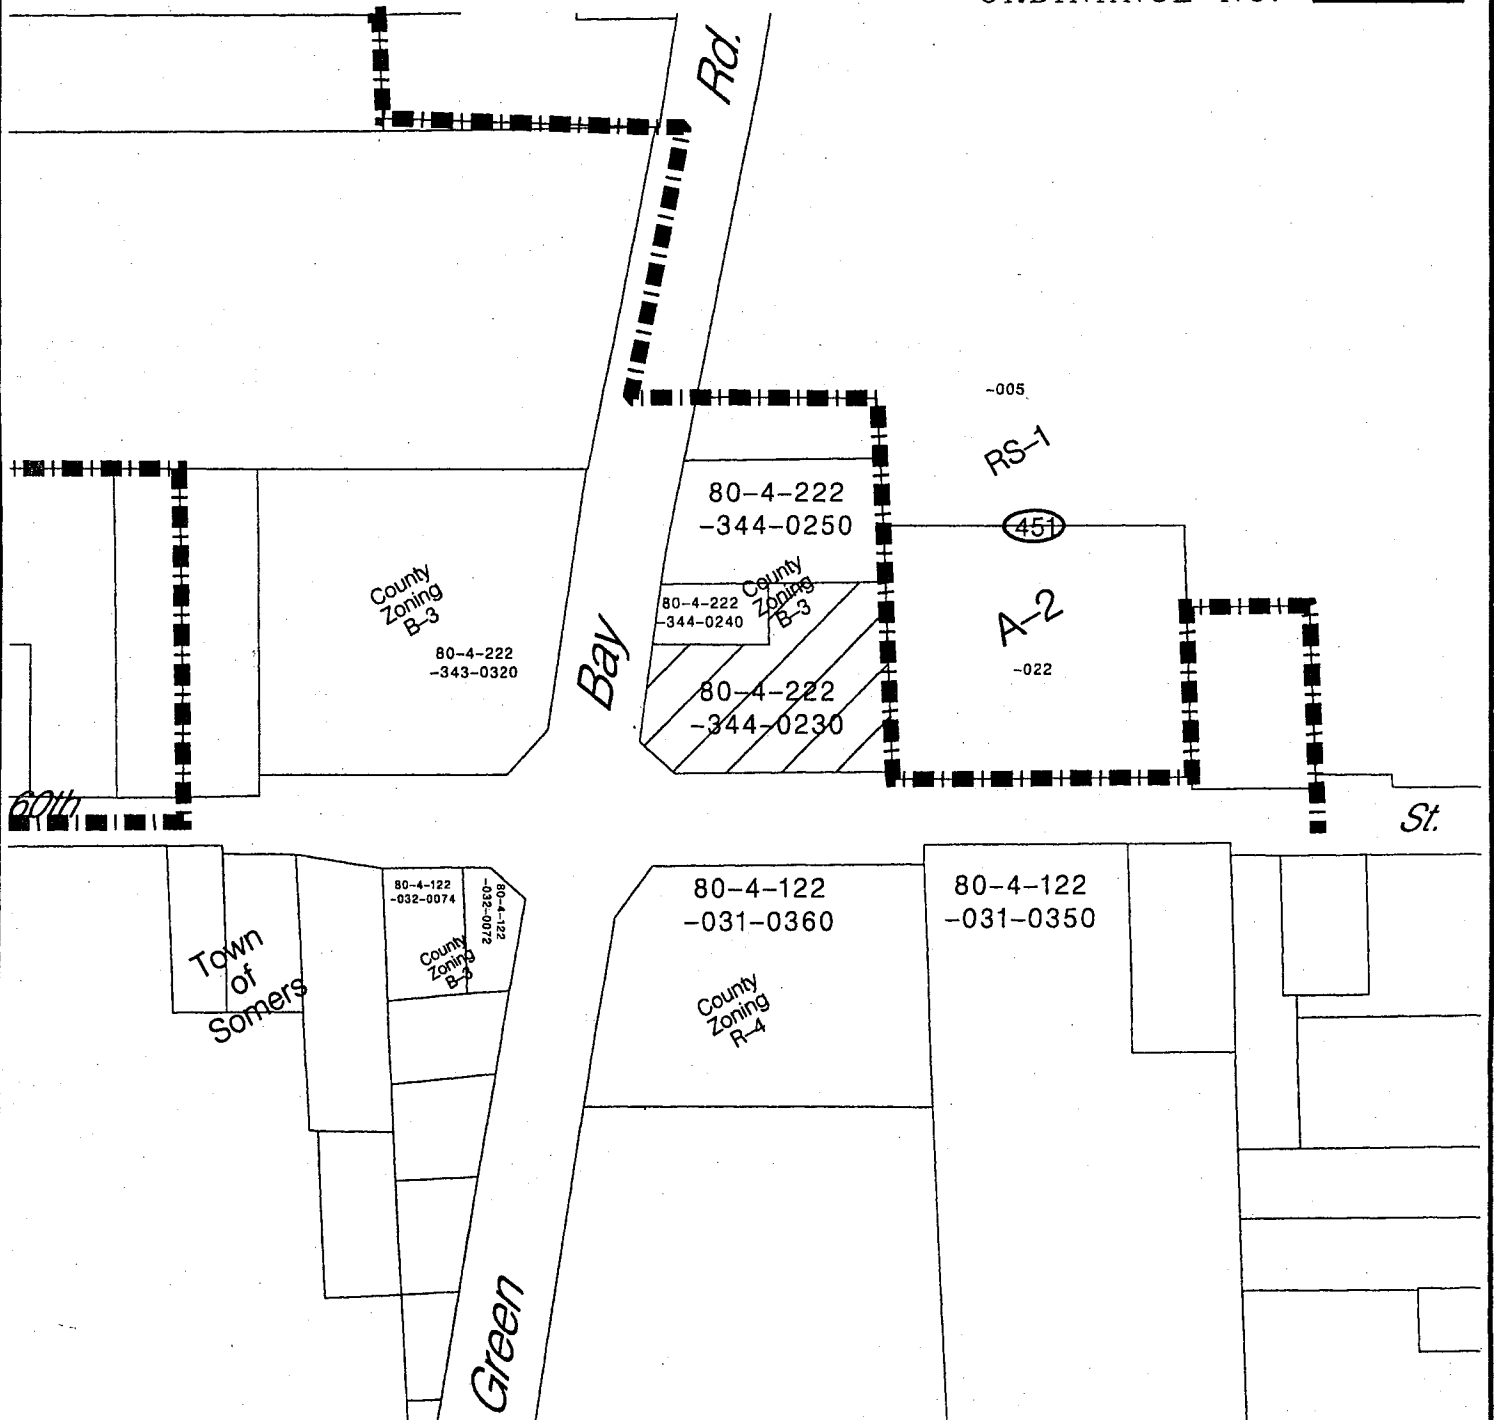 ORDINANCE NO.
Rd.
-005
RS-1
80-4-222
-344-0250
451
County
Zoning
B-3
County
Zoning
B-3
80-4-222
-344-0240
A-2
80-4-222
-343-0320
Bay
-022
80-4-222
-344-0230
60th
St.
80-4-122
-032-0074
80-4-122
-032-0072
80-4-122
-031-0360
80-4-122
-031-0350
Town
of
Somers
County
Zoning
B-3
County
Zoning
R-4
Green